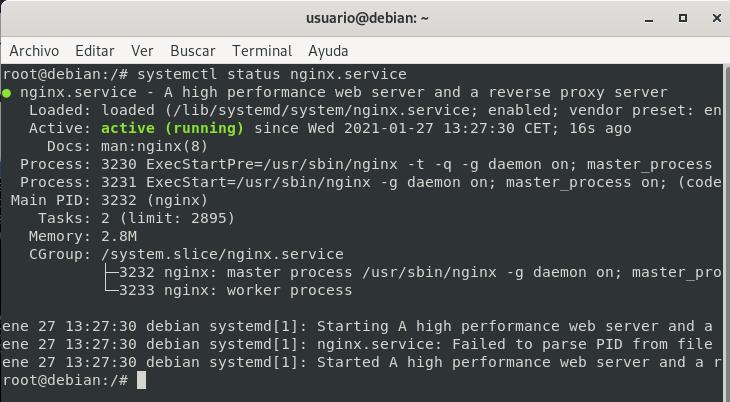 usuario@debian: ~
Archivo Editar Ver Buscar Terminal Ayuda
root@debian:/# systemctl status nginx.service
● nginx.service - A high performance web server and a reverse proxy server
   Loaded: loaded (/lib/systemd/system/nginx.service; enabled; vendor preset: en
   Active: active (running) since Wed 2021-01-27 13:27:30 CET; 16s ago
     Docs: man:nginx(8)
  Process: 3230 ExecStartPre=/usr/sbin/nginx -t -q -g daemon on; master_process
  Process: 3231 ExecStart=/usr/sbin/nginx -g daemon on; master_process on; (code
 Main PID: 3232 (nginx)
    Tasks: 2 (limit: 2895)
   Memory: 2.8M
   CGroup: /system.slice/nginx.service
           ├─3232 nginx: master process /usr/sbin/nginx -g daemon on; master_pro
           └─3233 nginx: worker process
ene 27 13:27:30 debian systemd[1]: Starting A high performance web server and a
ene 27 13:27:30 debian systemd[1]: nginx.service: Failed to parse PID from file
ene 27 13:27:30 debian systemd[1]: Started A high performance web server and a r
root@debian:/#